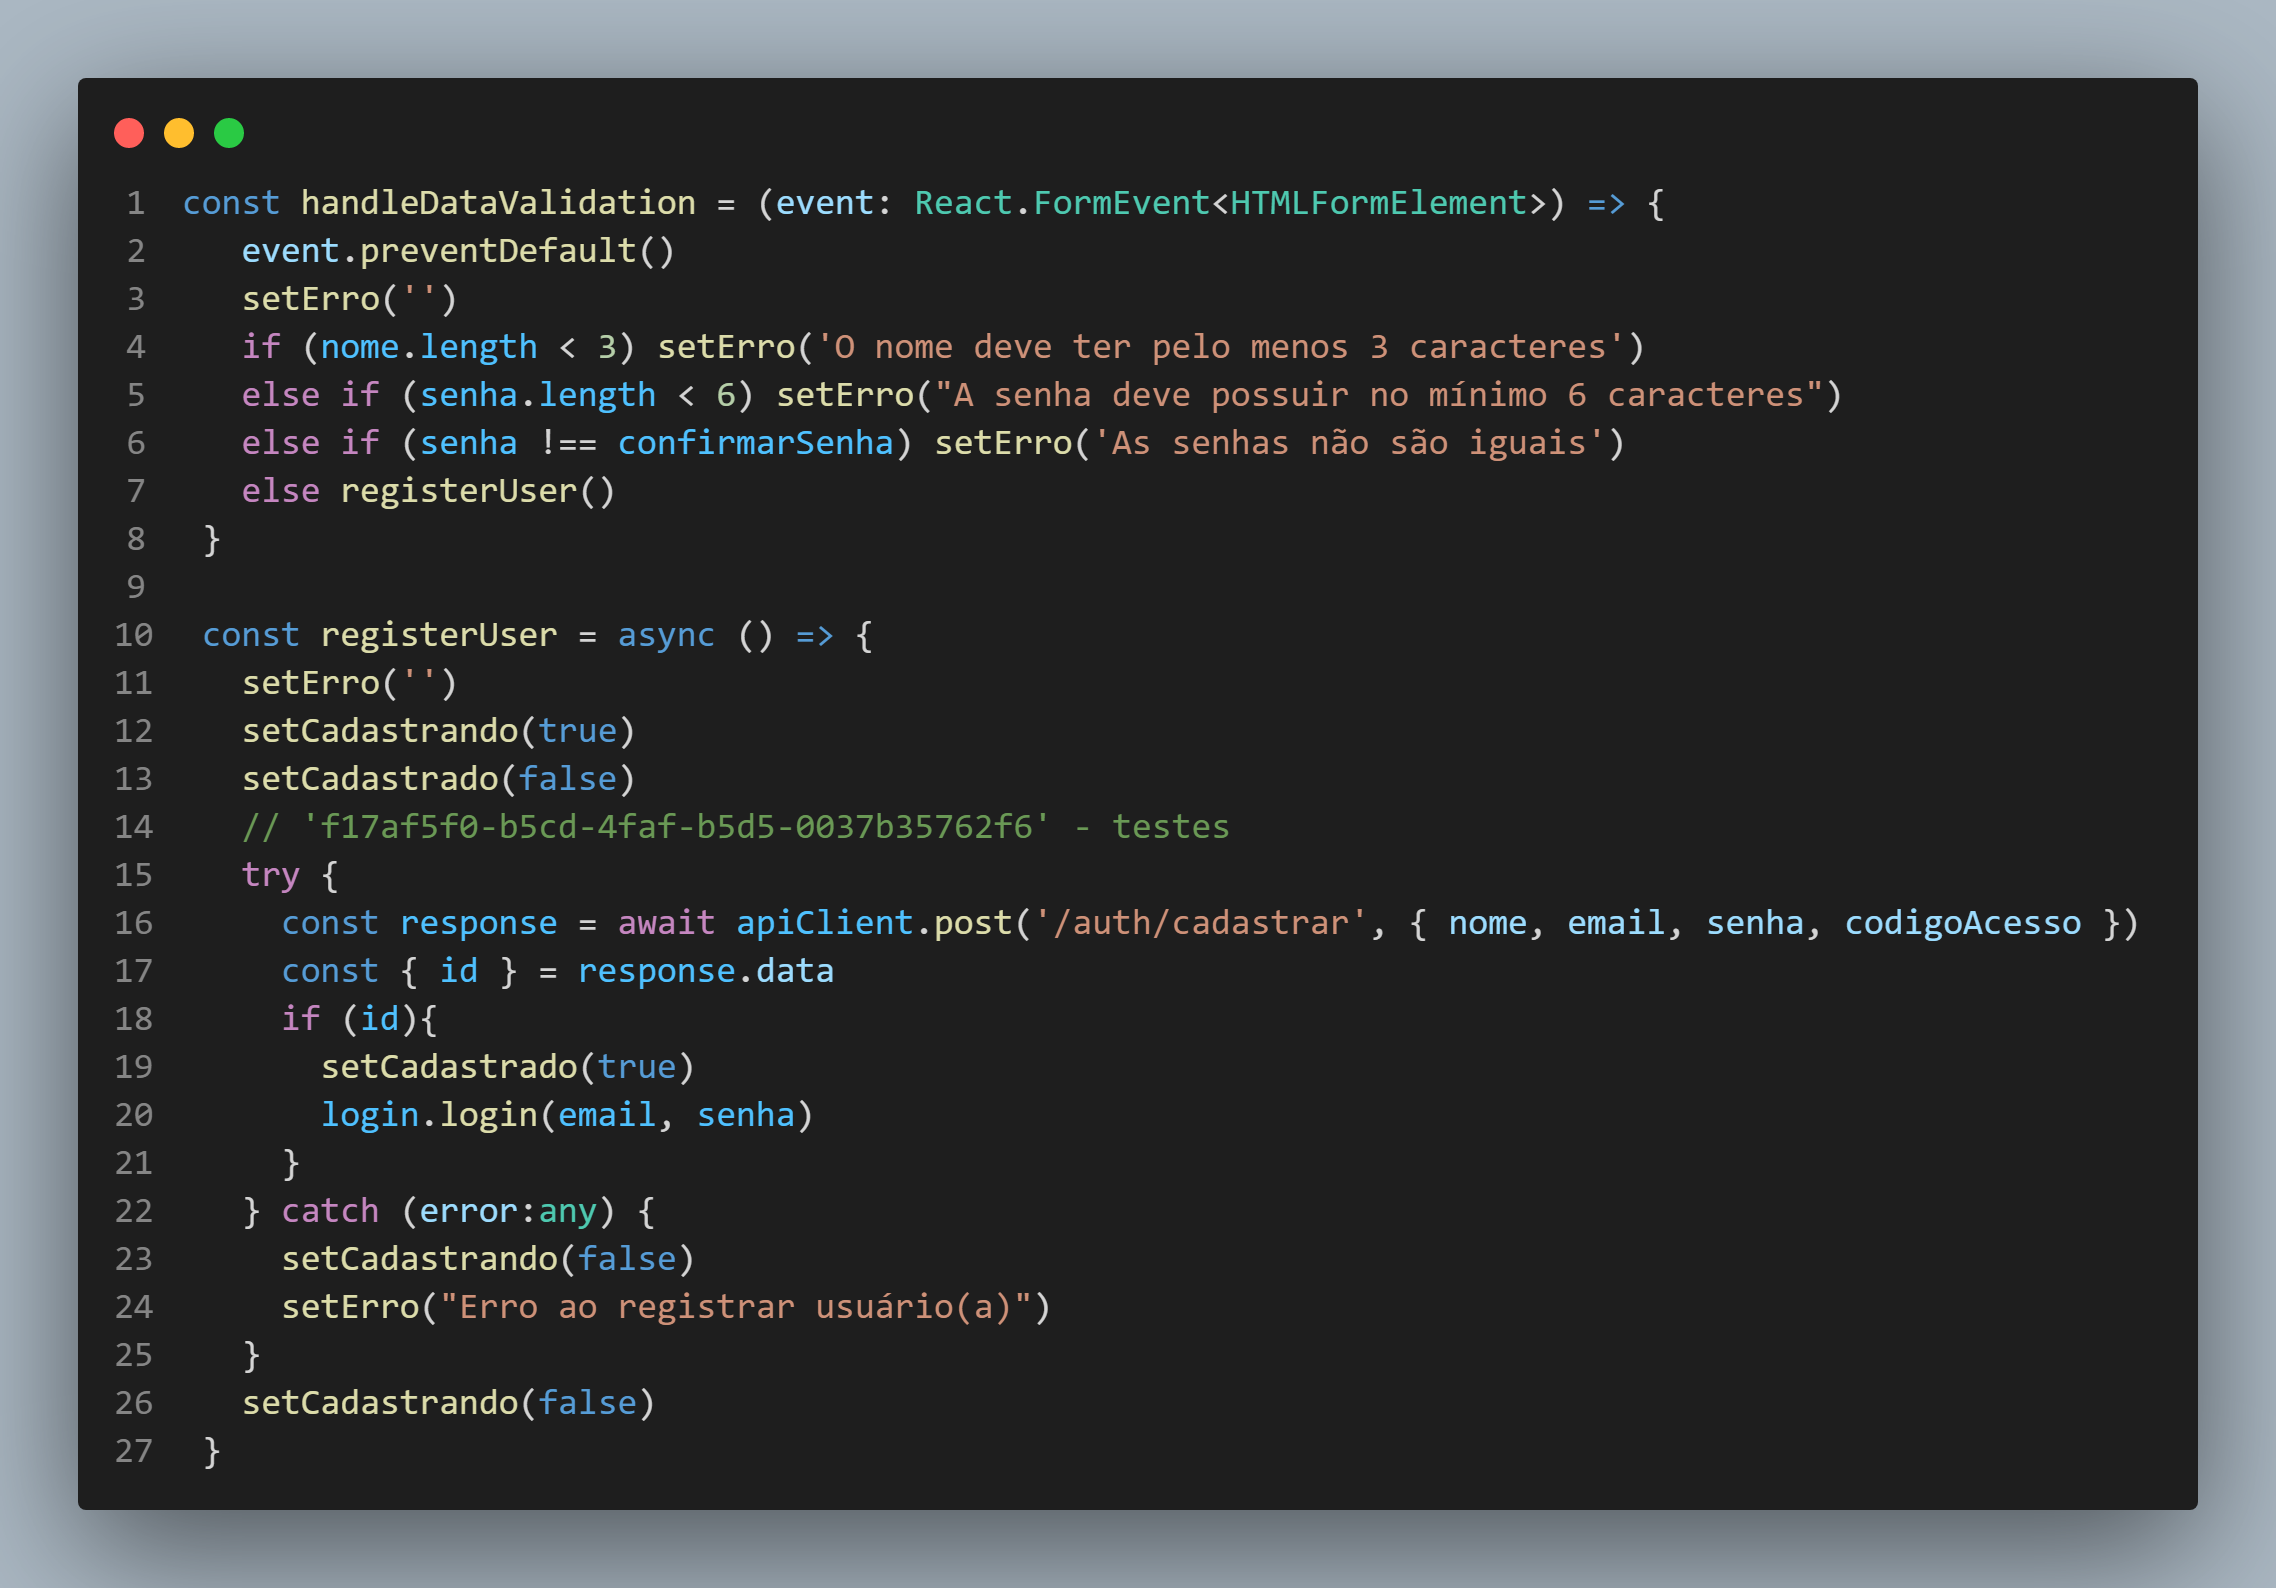 1 const handleDataValidation = (event: React.FormEvent<HTMLFormElement>) => {
2 event.preventDefault()
3 setErro('')
4 if (nome.length < 3) setErro('O nome deve ter pelo menos 3 caracteres')
5 else if (senha.length < 6) setErro("A senha deve possuir no mínimo 6 caracteres")
6 else if (senha !== confirmarSenha) setErro('As senhas não são iguais')
7 else registerUser()
8 }
9
10 const registerUser = async () => {
11 setErro('')
12 setCadastrando(true)
13 setCadastrado(false)
14 // 'f17af5f0-b5cd-4faf-b5d5-0037b35762f6' - testes
15 try {
16 const response = await apiClient.post('/auth/cadastrar', { nome, email, senha, codigoAcesso })
17 const { id } = response.data
18 if (id){
19 setCadastrado(true)
20 login.login(email, senha)
21 }
22 } catch (error:any) {
23 setCadastrando(false)
24 setErro("Erro ao registrar usuário(a)")
25 }
26 setCadastrando(false)
27 }